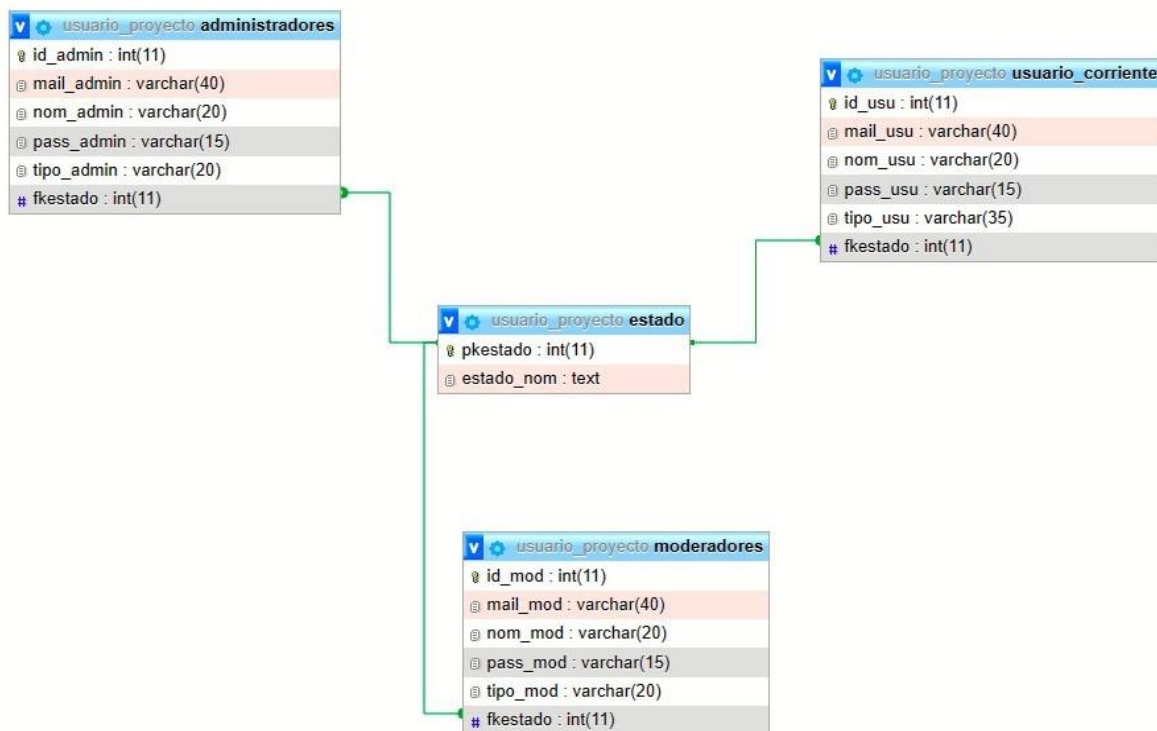 usuario_proyecto administradores
id_admin : int(11)
mail_admin : varchar(40)
nom_admin : varchar(20)
pass_admin : varchar(15)
tipo_admin : varchar(20)
# fkestado : int(11)
usuario_proyecto usuario_corriente
id_usu : int(11)
mail_usu : varchar(40)
nom_usu : varchar(20)
pass_usu : varchar(15)
tipo_usu : varchar(35)
# fkestado : int(11)
usuario_proyecto estado
pkestado : int(11)
estado_nom : text
usuario_proyecto moderadores
id_mod : int(11)
mail_mod : varchar(40)
nom_mod : varchar(20)
pass_mod : varchar(15)
tipo_mod : varchar(20)
# fkestado : int(11)